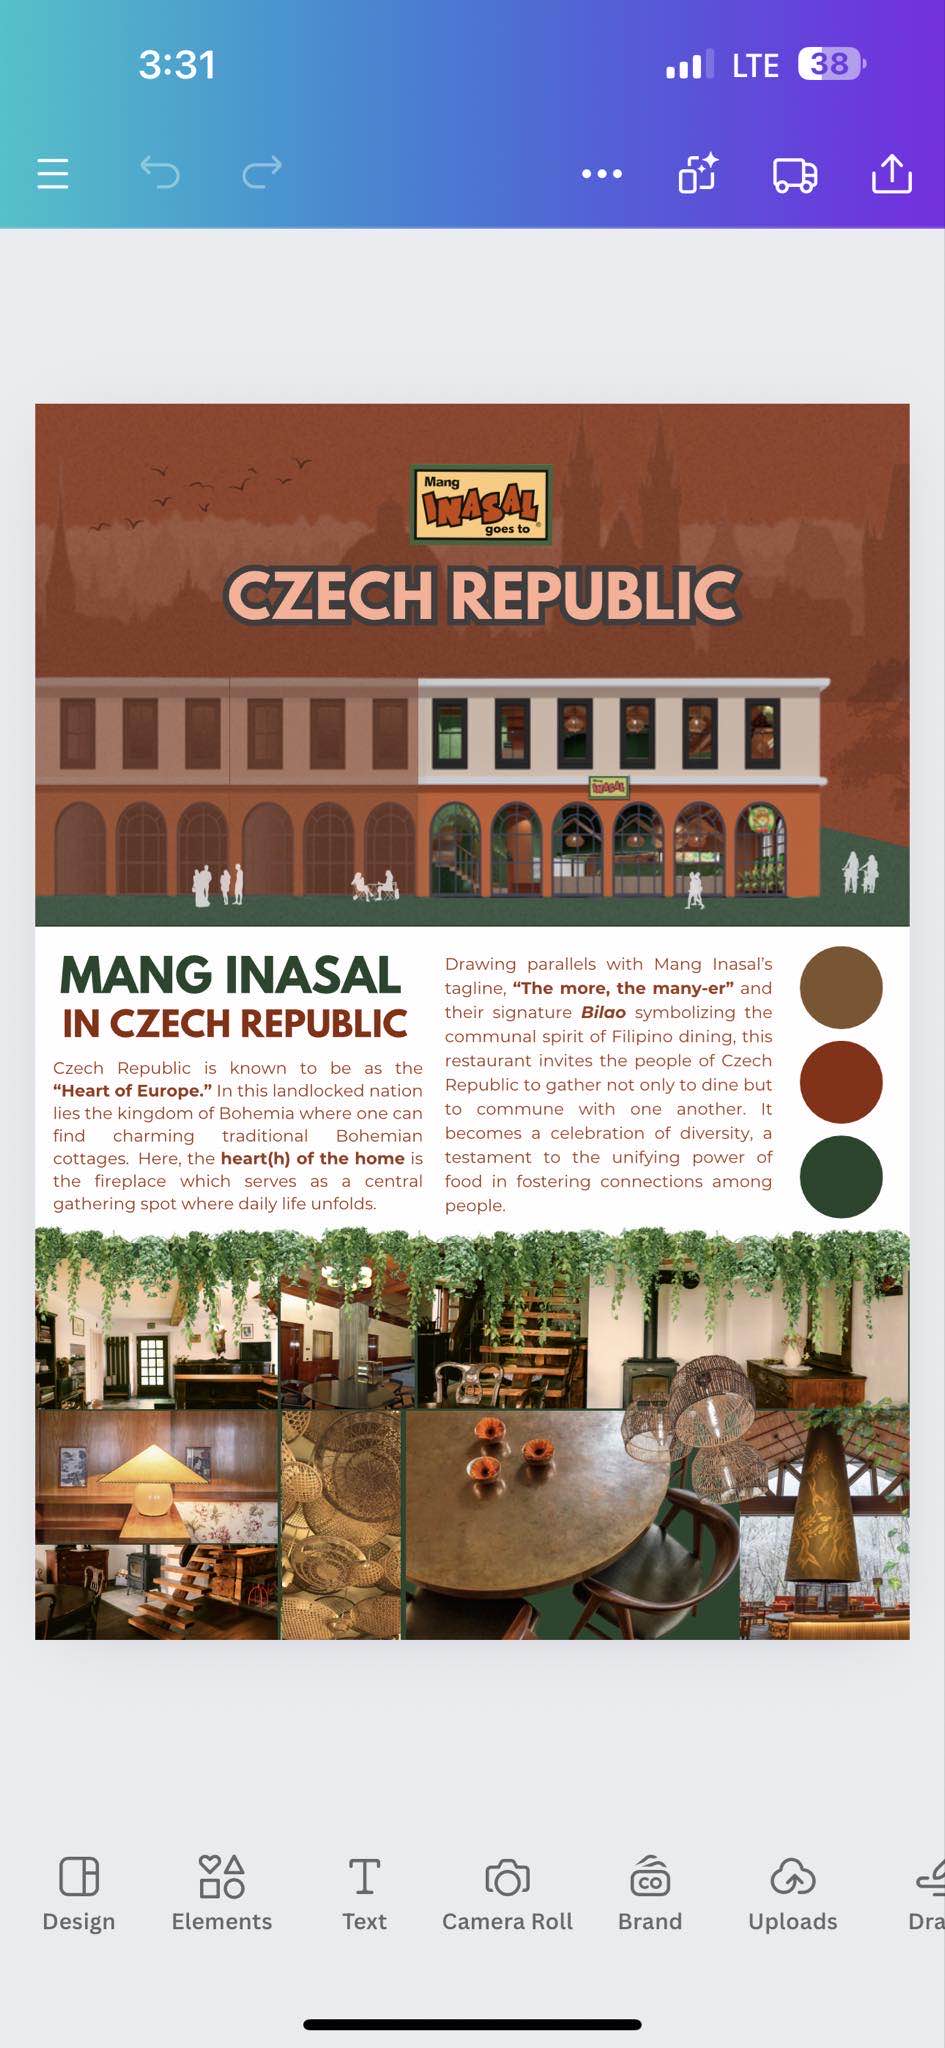 3:31
LTE
38
Mang
INASAL
goes to
CZECH REPUBLIC
Mang
INASAL
MANG INASAL
IN CZECH REPUBLIC
Czech Republic is known to be as the
“Heart of Europe.” In this landlocked nation
lies the kingdom of Bohemia where one can
find charming traditional Bohemian
cottages. Here, the heart(h) of the home is
the fireplace which serves as a central
gathering spot where daily life unfolds.
Drawing parallels with Mang Inasal’s
tagline, “The more, the many-er” and
their signature Bilao symbolizing the
communal spirit of Filipino dining, this
restaurant invites the people of Czech
Republic to gather not only to dine but
to commune with one another. It
becomes a celebration of diversity, a
testament to the unifying power of
food in fostering connections among
people.
Design
Elements
Text
Camera Roll
CO
Brand
Uploads
Dra